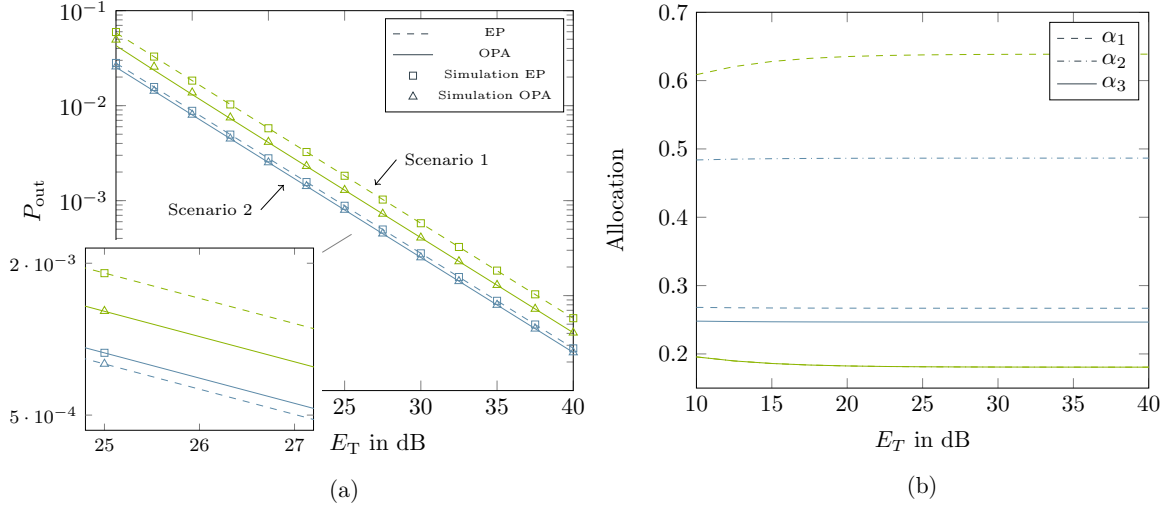 10^{-1}
10^{-2}
10^{-3}
P_{out}
EP
OPA
Simulation EP
Simulation OPA
Scenario 1
Scenario 2
2 · 10^{-3}
5 · 10^{-4}
25 26 27
25 30 35 40
E_T in dB
(a)
0.7
0.6
0.5
0.4
0.3
0.2
Allocation
α_1
α_2
α_3
10 15 20 25 30 35 40
E_T in dB
(b)